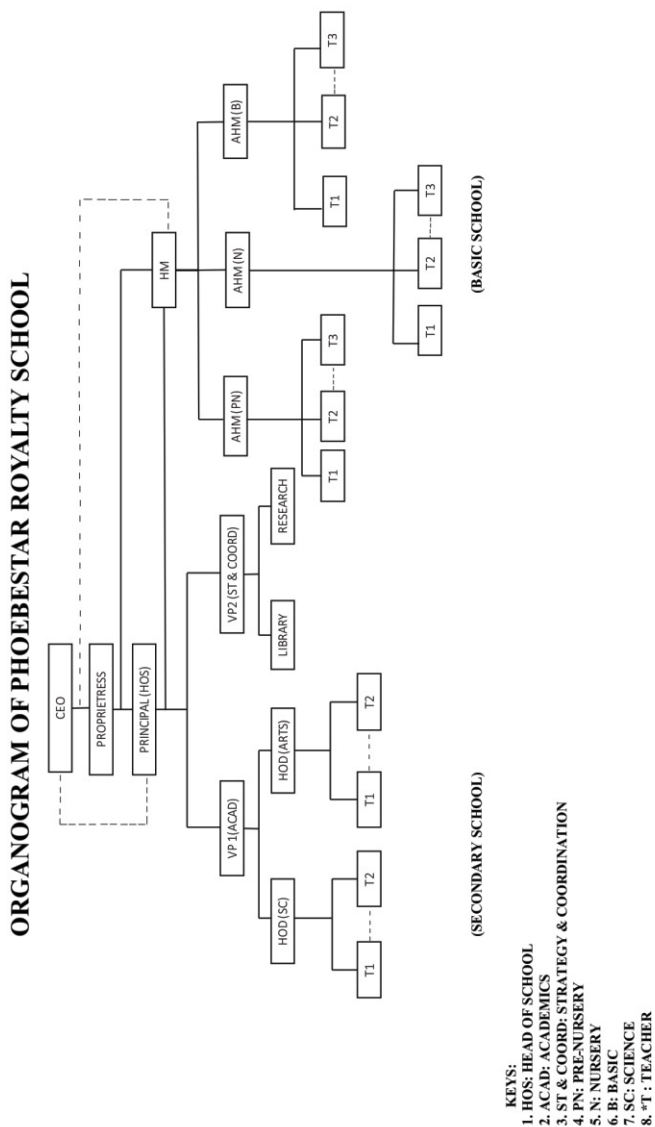 ORGANOGRAM OF PHOEBESTAR ROYALTY SCHOOL
CEO
PROPRIETRESS
PRINCIPAL (HOS)
HM
VP 1(ACAD)
VP2 (ST & COORD)
AHM (PN)
AHM (N)
AHM (B)
HOD (SC)
HOD (ARTS)
LIBRARY
RESEARCH
T1
T2
T1
T2
T1
T2
T3
T1
T2
T3
T1
T2
T3
(SECONDARY SCHOOL)
(BASIC SCHOOL)
KEYS:
1. HOS: HEAD OF SCHOOL
2. ACAD: ACADEMICS
3. ST & COORD: STRATEGY & COORDINATION
4. PN: PRE-NURSERY
5. N: NURSERY
6. B: BASIC
7. SC: SCIENCE
8. *T : TEACHER